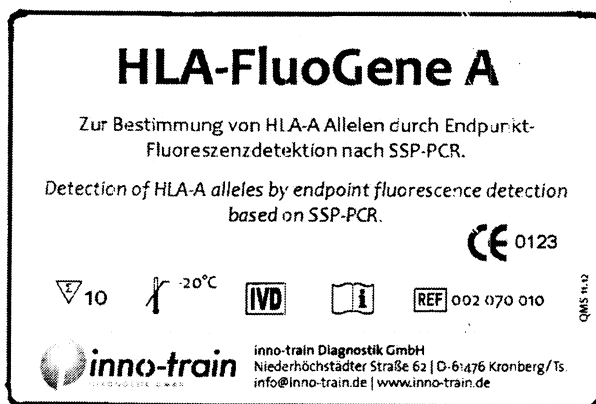 HLA-FluoGene A
Zur Bestimmung von HLA-A Allelen durch Endpunkt-
Fluoreszenzdetektion nach SSP-PCR.
Detection of HLA-A alleles by endpoint fluorescence detection
based on SSP-PCR.
CE 0123
Σ 10 -20°C IVD i REF 002 070 010
QMS 11.12
inno-train
DIAGNOSTIK GMBH
inno-train Diagnostik GmbH
Niederhöchstädter Straße 62 | D-61476 Kronberg/Ts.
info@inno-train.de | www.inno-train.de